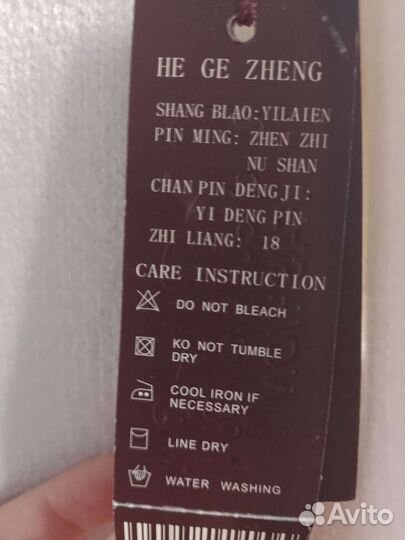 HE GE ZHENG
SHANG BLAO:YILAIEN
PIN MING: ZHEN ZHI
NU SHAN
CHAN PIN DENG JI:
YI DENG PIN
ZHI LIANG: 18
CARE INSTRUCTION
DO NOT BLEACH
KO NOT TUMBLE
DRY
COOL IRON IF
NECESSARY
LINE DRY
WATER WASHING
Avito